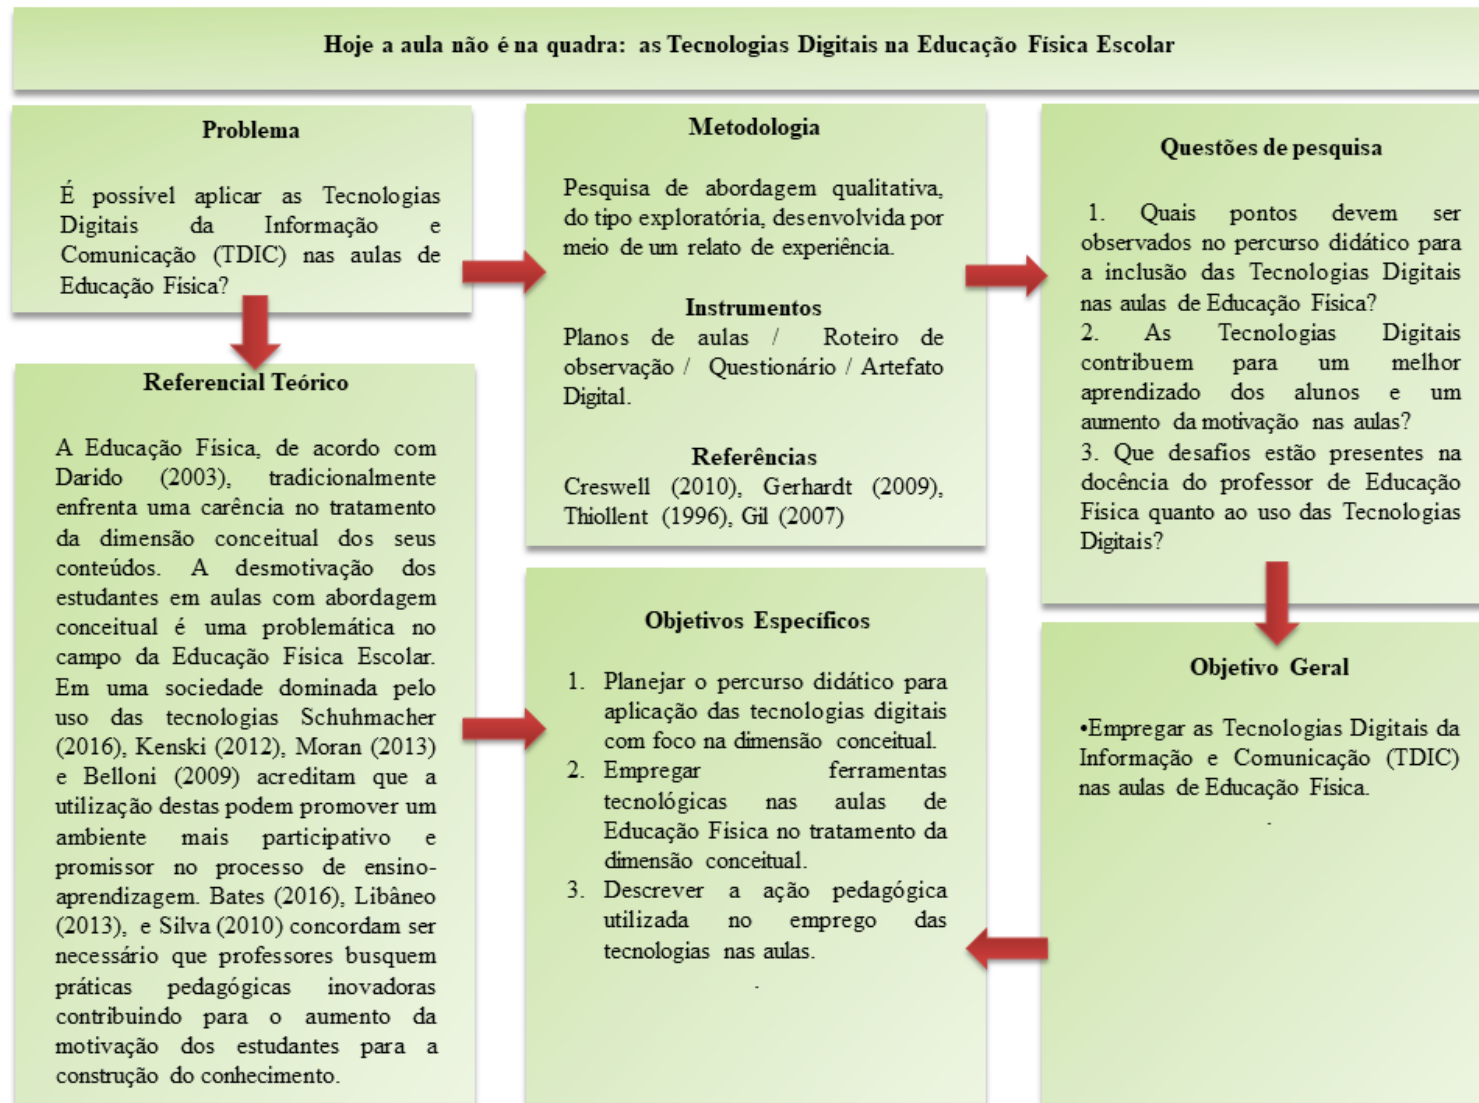 Hoje a aula não é na quadra: as Tecnologias Digitais na Educação Física Escolar
Problema
É possível aplicar as Tecnologias
Digitais da Informação e
Comunicação (TDIC) nas aulas de
Educação Física?
Referencial Teórico
A Educação Física, de acordo com
Darido (2003), tradicionalmente
enfrenta uma carência no tratamento
da dimensão conceitual dos seus
conteúdos. A desmotivação dos
estudantes em aulas com abordagem
conceitual é uma problemática no
campo da Educação Física Escolar.
Em uma sociedade dominada pelo
uso das tecnologias Schuhmacher
(2016), Kenski (2012), Moran (2013)
e Belloni (2009) acreditam que a
utilização destas podem promover um
ambiente mais participativo e
promissor no processo de ensino-
aprendizagem. Bates (2016), Libâneo
(2013), e Silva (2010) concordam ser
necessário que professores busquem
práticas pedagógicas inovadoras
contribuindo para o aumento da
motivação dos estudantes para a
construção do conhecimento.
Metodologia
Pesquisa de abordagem qualitativa,
do tipo exploratória, desenvolvida por
meio de um relato de experiência.
Instrumentos
Planos de aulas / Roteiro de
observação / Questionário / Artefato
Digital.
Referências
Creswell (2010), Gerhardt (2009),
Thiollent (1996), Gil (2007)
Questões de pesquisa
1. Quais pontos devem ser
observados no percurso didático para
a inclusão das Tecnologias Digitais
nas aulas de Educação Física?
2. As Tecnologias Digitais
contribuem para um melhor
aprendizado dos alunos e um
aumento da motivação nas aulas?
3. Que desafios estão presentes na
docência do professor de Educação
Física quanto ao uso das Tecnologias
Digitais?
Objetivo Geral
•Empregar as Tecnologias Digitais da
Informação e Comunicação (TDIC)
nas aulas de Educação Física.
.
Objetivos Específicos
1. Planejar o percurso didático para
aplicação das tecnologias digitais
com foco na dimensão conceitual.
2. Empregar ferramentas
tecnológicas nas aulas de
Educação Física no tratamento da
dimensão conceitual.
3. Descrever a ação pedagógica
utilizada no emprego das
tecnologias nas aulas.
.